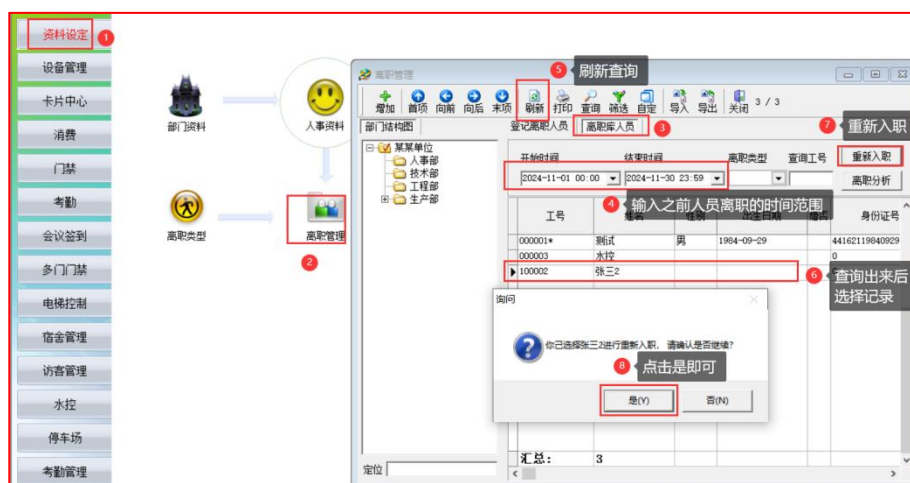 资料设定
1
设备管理
卡片中心
消费
门禁
考勤
会议签到
多门门禁
电梯控制
宿舍管理
访客管理
水控
停车场
考勤管理
部门资料
人事资料
离职类型
离职管理
2
离职管理
5 刷新查询
增加 首项 向前 向后 末项 刷新 打印 查询 筛选 自定 导入 导出 关闭 3 / 3
部门结构图
登记离职人员 离职库人员 3
7 重新入职
某某单位
人事部
技术部
工程部
生产部
开始时间 结束时间 离职类型 查询工号 重新入职
2024-11-01 00:00 2024-11-30 23:59
离职分析
4 输入之前人员离职的时间范围
工号 姓名 性别 出生日期 身份证号
000001* 测试 男 1984-09-29 44162119840929
000003 水控 0
100002 张三2
6 查询出来后
选择记录
询问
你已选择张三2进行重新入职，请确认是否继续?
8 点击是即可
是(Y) 否(N)
汇总: 3
定位